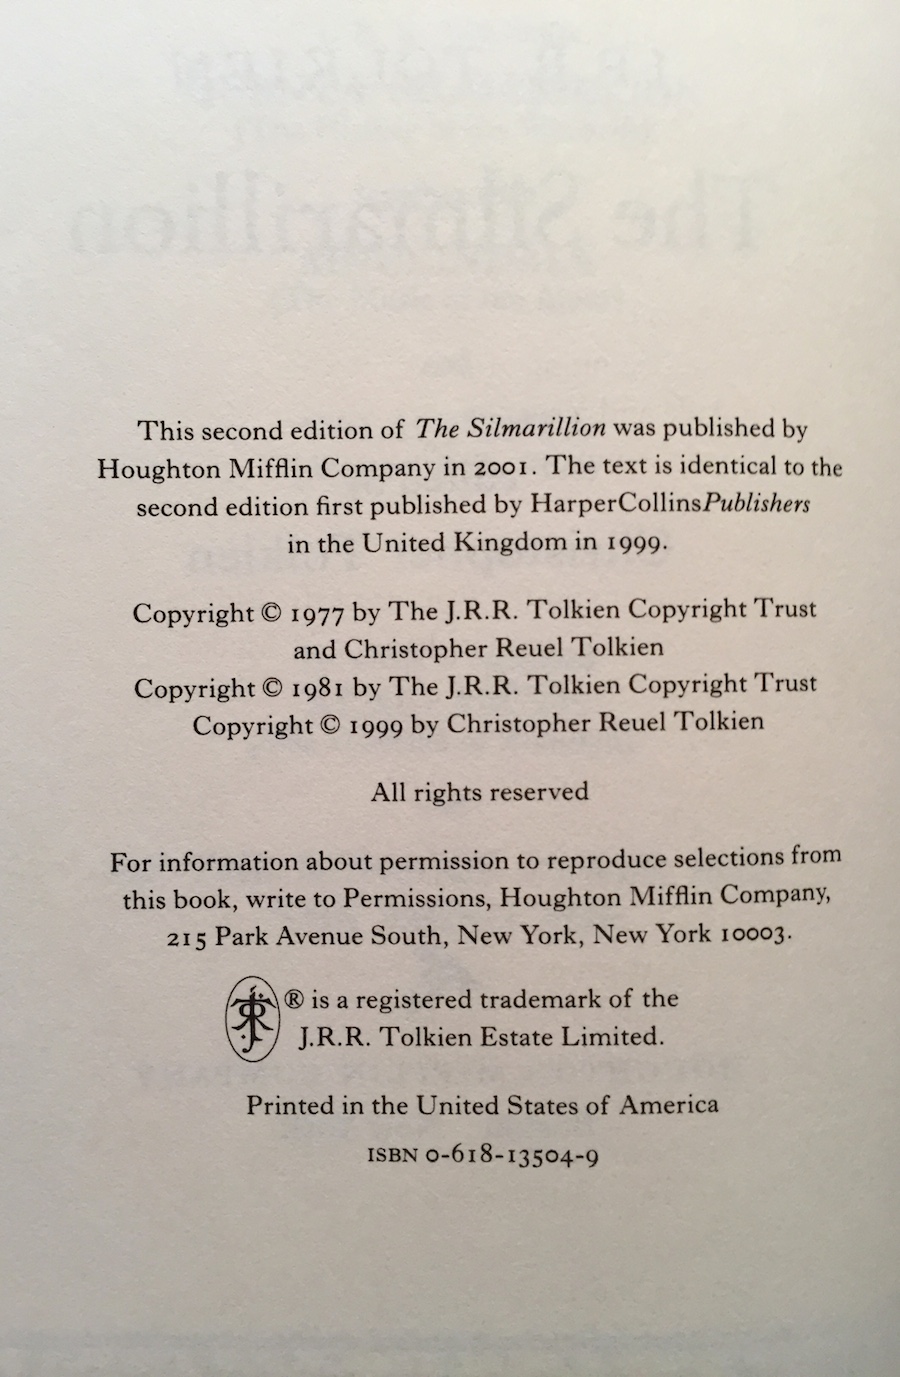 This second edition of The Silmarillion was published by
Houghton Mifflin Company in 2001. The text is identical to the
second edition first published by HarperCollinsPublishers
in the United Kingdom in 1999.
Copyright © 1977 by The J.R.R. Tolkien Copyright Trust
and Christopher Reuel Tolkien
Copyright © 1981 by The J.R.R. Tolkien Copyright Trust
Copyright © 1999 by Christopher Reuel Tolkien
All rights reserved
For information about permission to reproduce selections from
this book, write to Permissions, Houghton Mifflin Company,
215 Park Avenue South, New York, New York 10003.
® is a registered trademark of the
J.R.R. Tolkien Estate Limited.
Printed in the United States of America
ISBN 0-618-13504-9